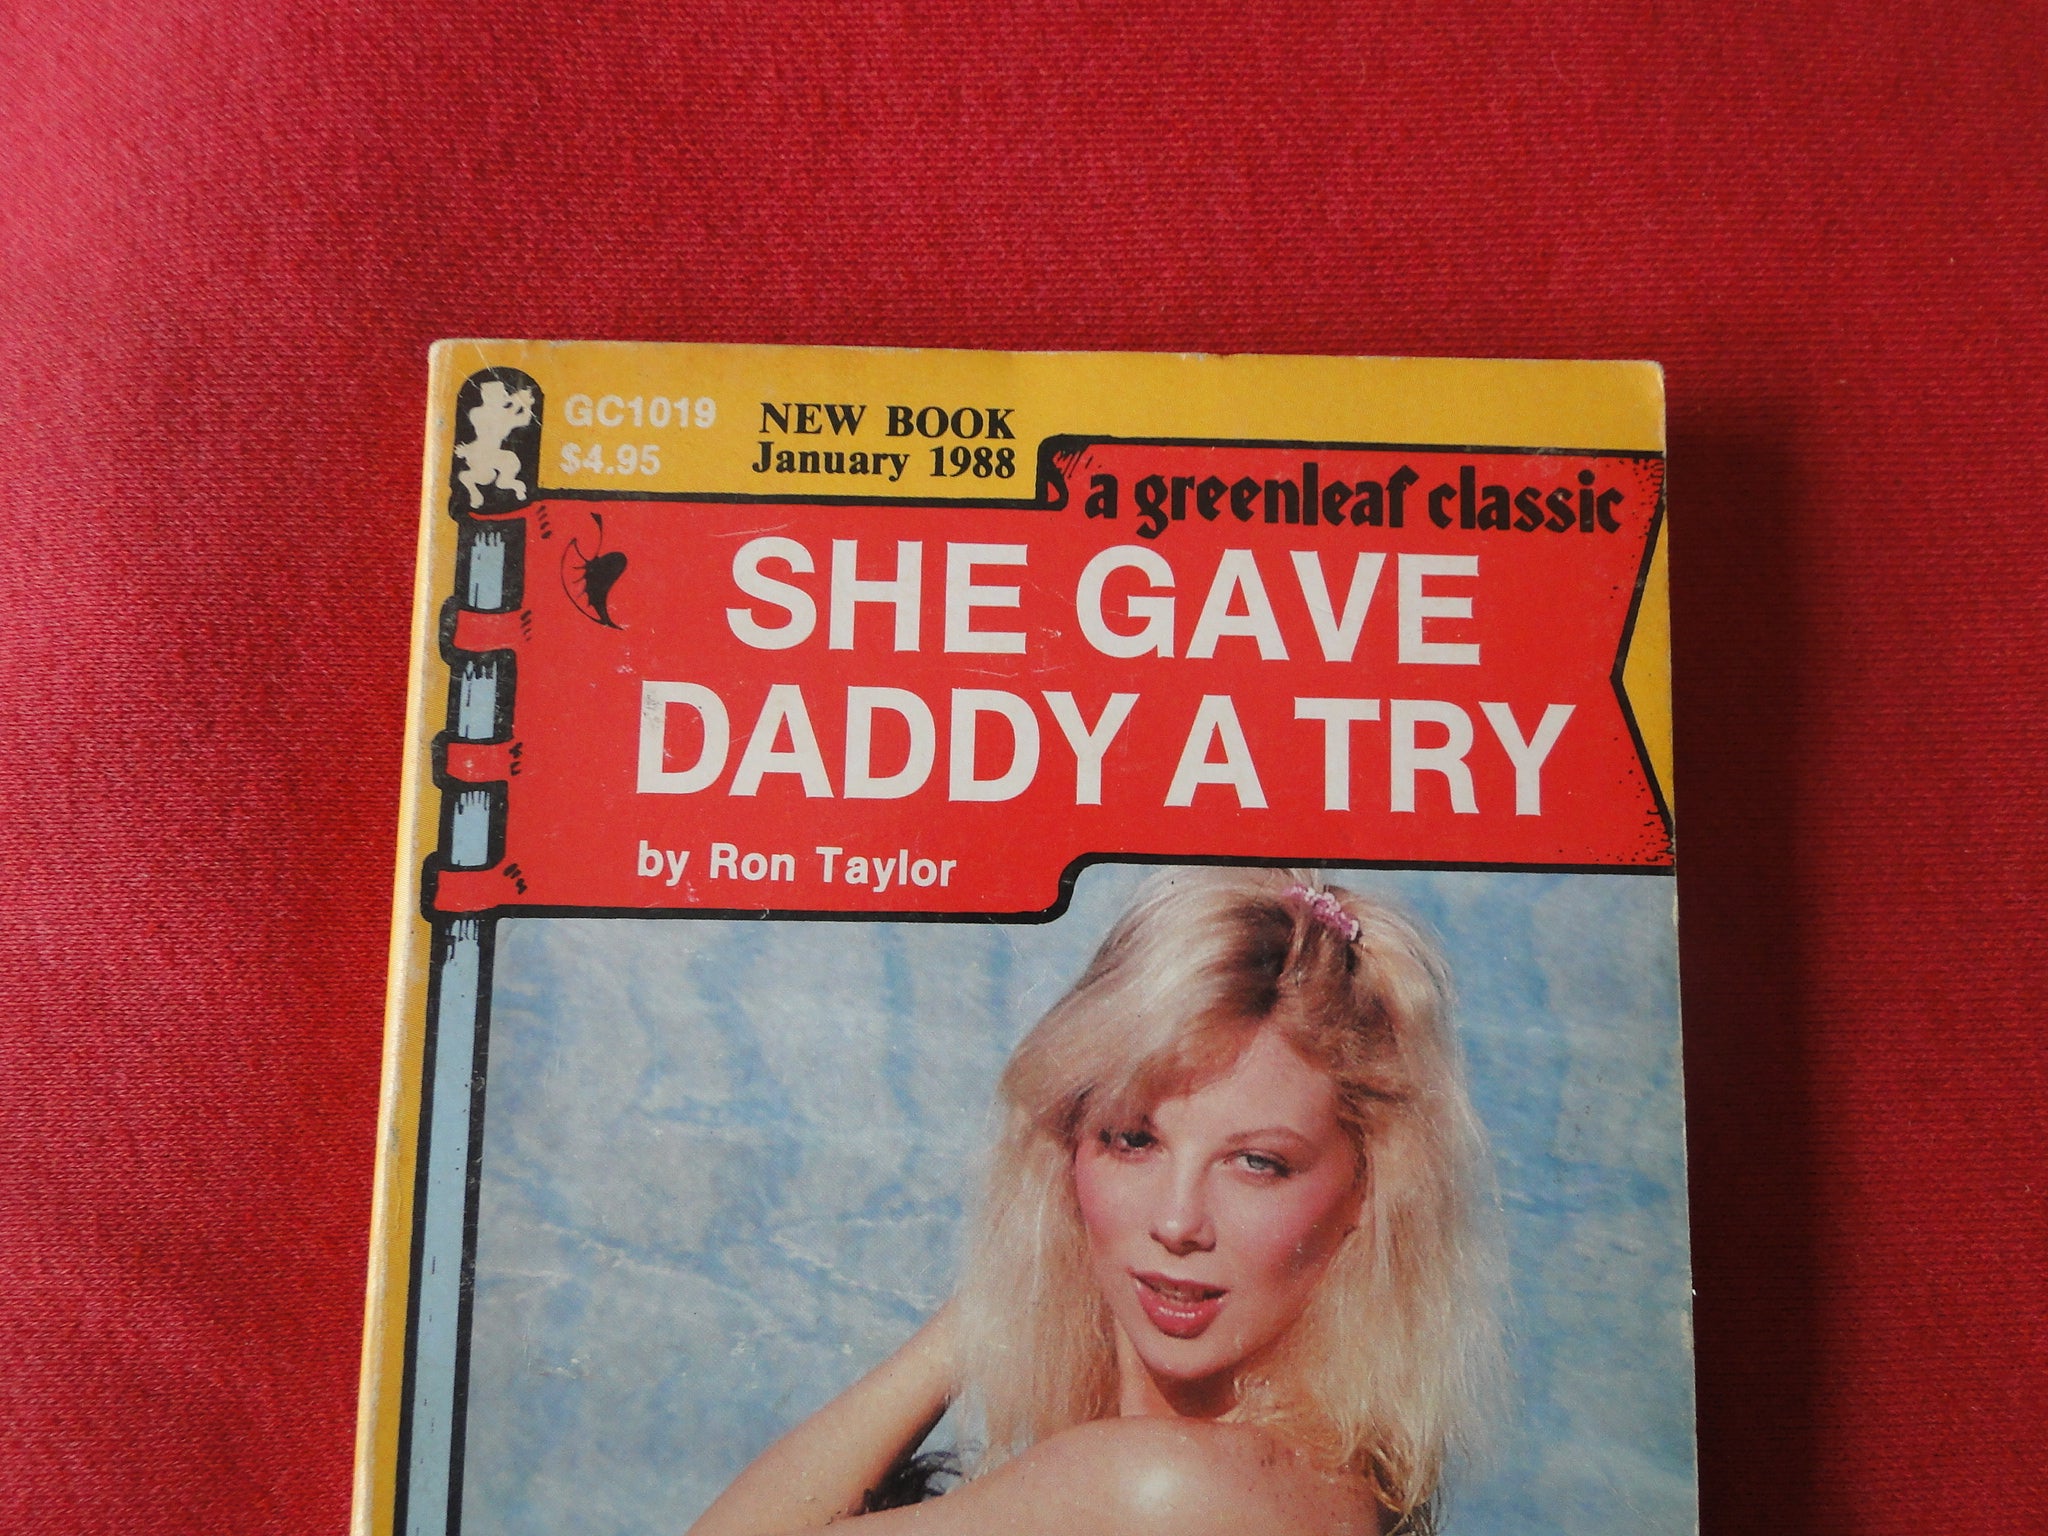 GC1019
$4.95
NEW BOOK
January 1988
a greenleaf classic
SHE GAVE
DADDY A TRY
by Ron Taylor